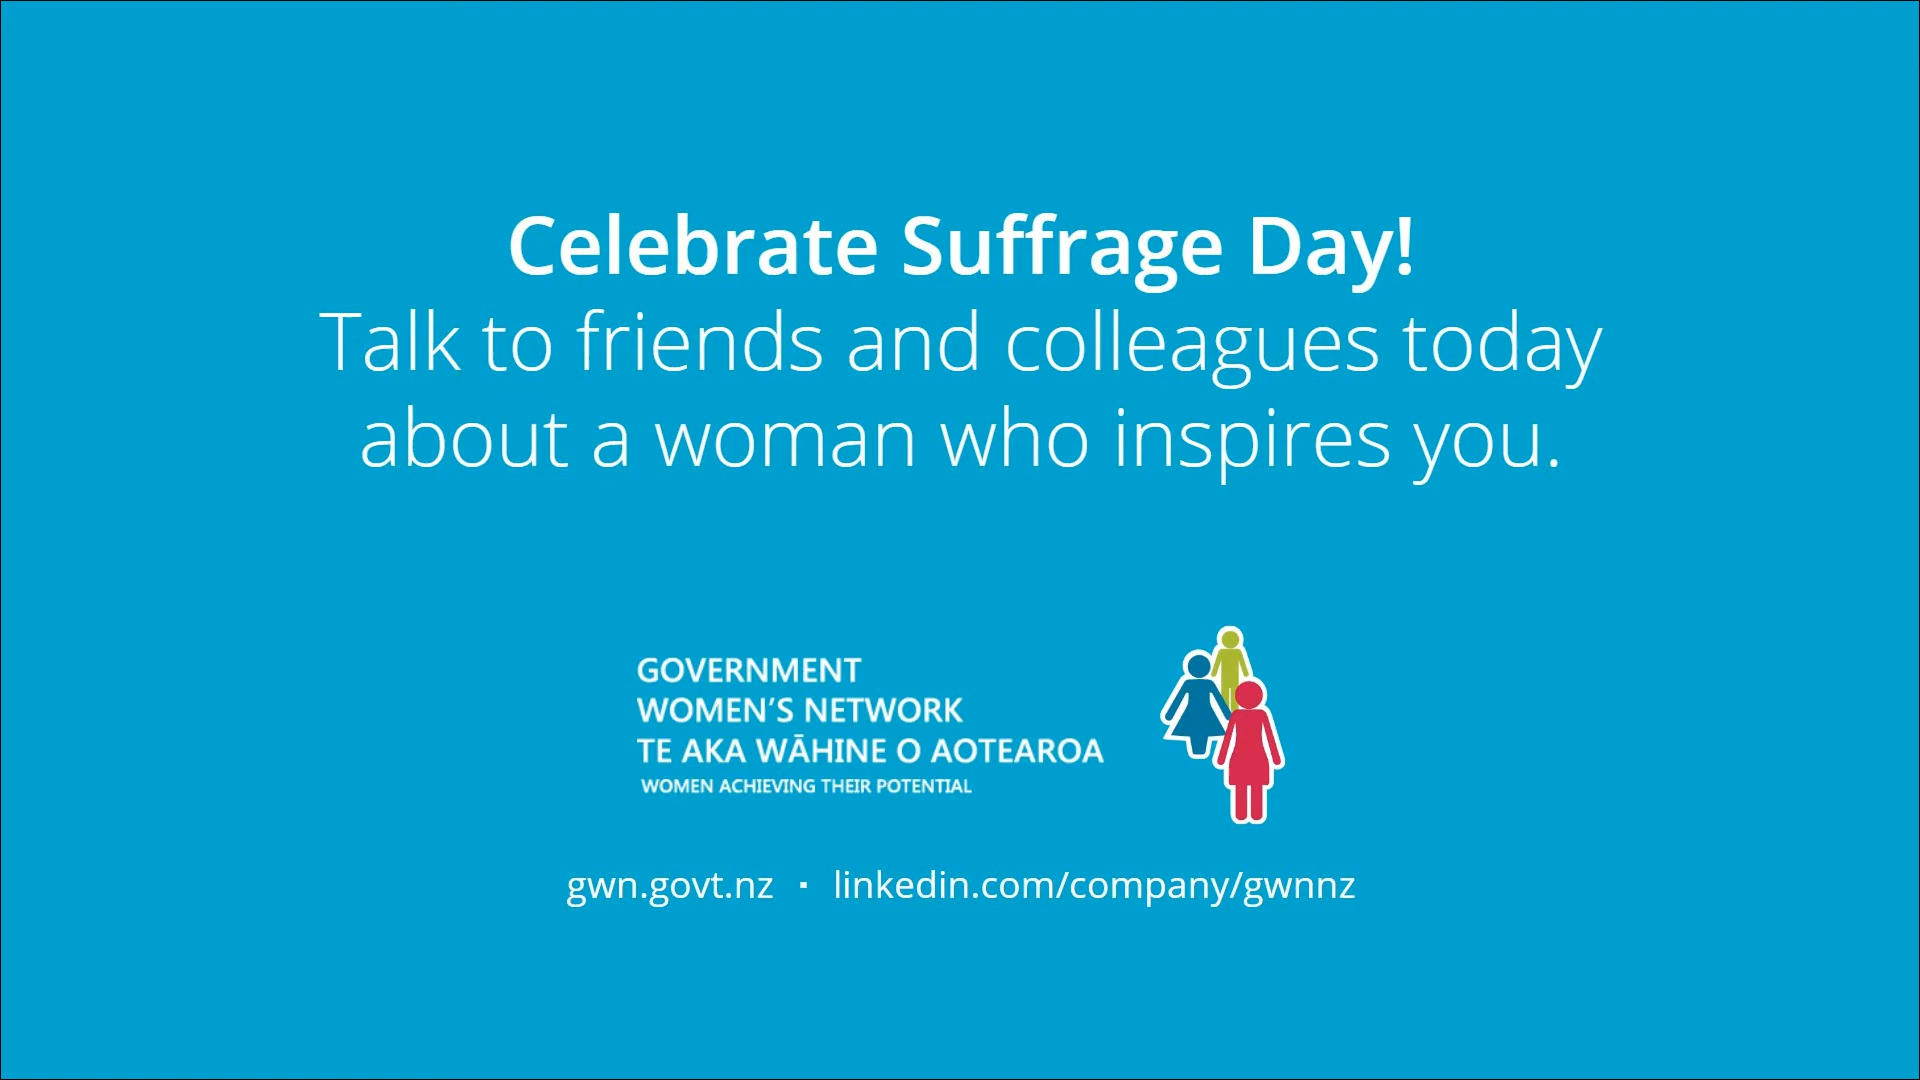 Celebrate Suffrage Day!
Talk to friends and colleagues today
about a woman who inspires you.
GOVERNMENT
WOMEN'S NETWORK
TE AKA WĀHINE O AOTEAROA
WOMEN ACHIEVING THEIR POTENTIAL
gwn.govt.nz · linkedin.com/company/gwnnz